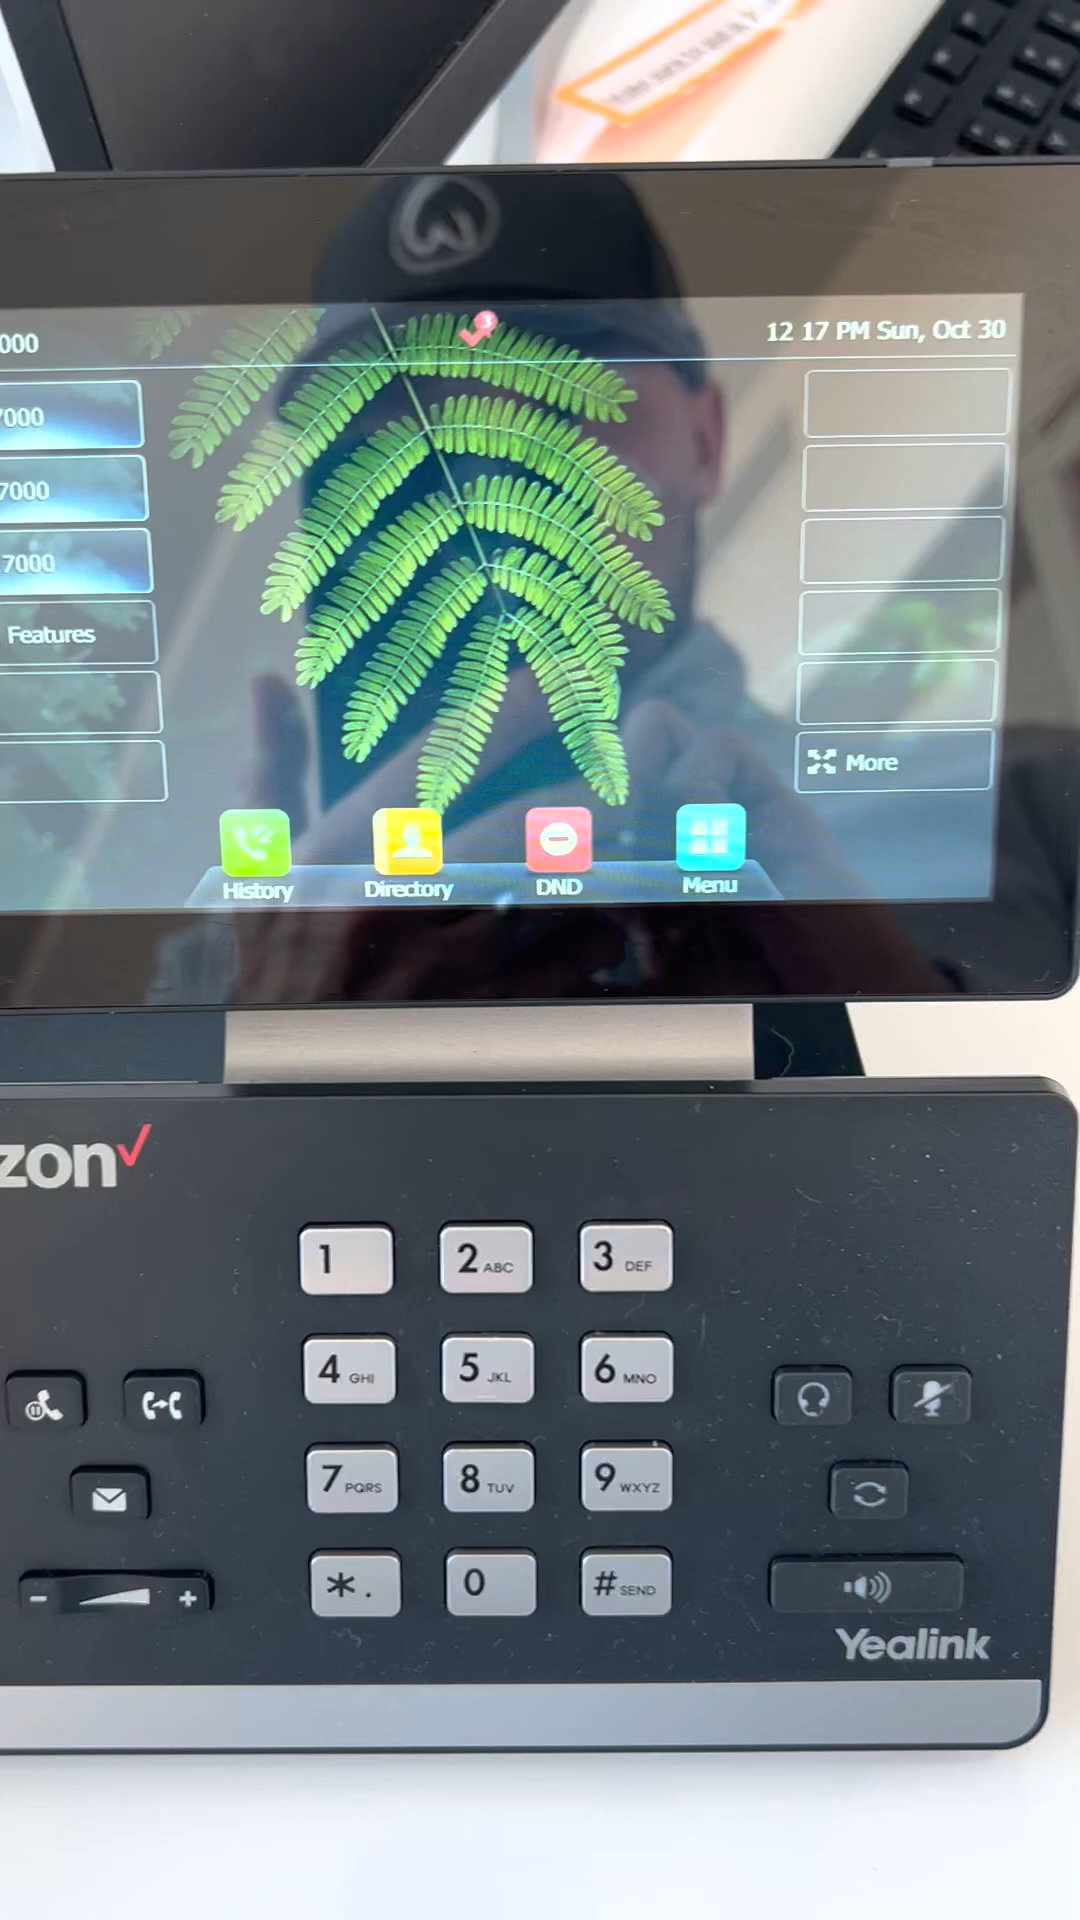 000
3
12 17 PM Sun, Oct 30
7000
7000
7000
Features
More
History
Directory
DND
Menu
zon
1
2 ABC
3 DEF
4 GHI
5 JKL
6 MNO
7 PQRS
8 TUV
9 WXYZ
* .
0
# SEND
- +
Yealink